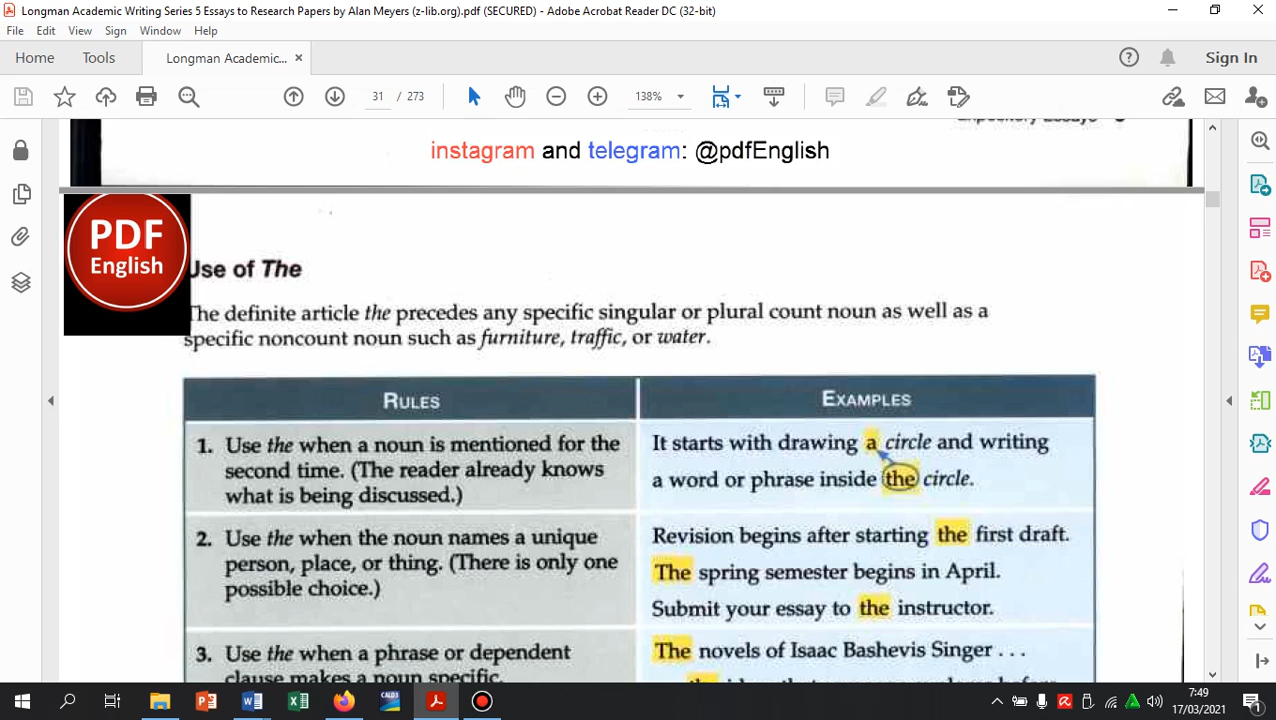 Longman Academic Writing Series 5 Essays to Research Papers by Alan Meyers (z-lib.org).pdf (SECURED) - Adobe Acrobat Reader DC (32-bit)
File Edit View Sign Window Help
Home Tools Longman Academic... × Sign In
31 / 273 138%
Expository Essays
instagram and telegram: @pdfEnglish
PDF
English
Use of The
The definite article the precedes any specific singular or plural count noun as well as a
specific noncount noun such as furniture, traffic, or water.
RULES EXAMPLES
1. Use the when a noun is mentioned for the
second time. (The reader already knows
what is being discussed.)
It starts with drawing a circle and writing
a word or phrase inside the circle.
2. Use the when the noun names a unique
person, place, or thing. (There is only one
possible choice.)
Revision begins after starting the first draft.
The spring semester begins in April.
Submit your essay to the instructor.
3. Use the when a phrase or dependent
clause makes a noun specific.
The novels of Isaac Bashevis Singer . . .
CALD3
7:49
17/03/2021
1